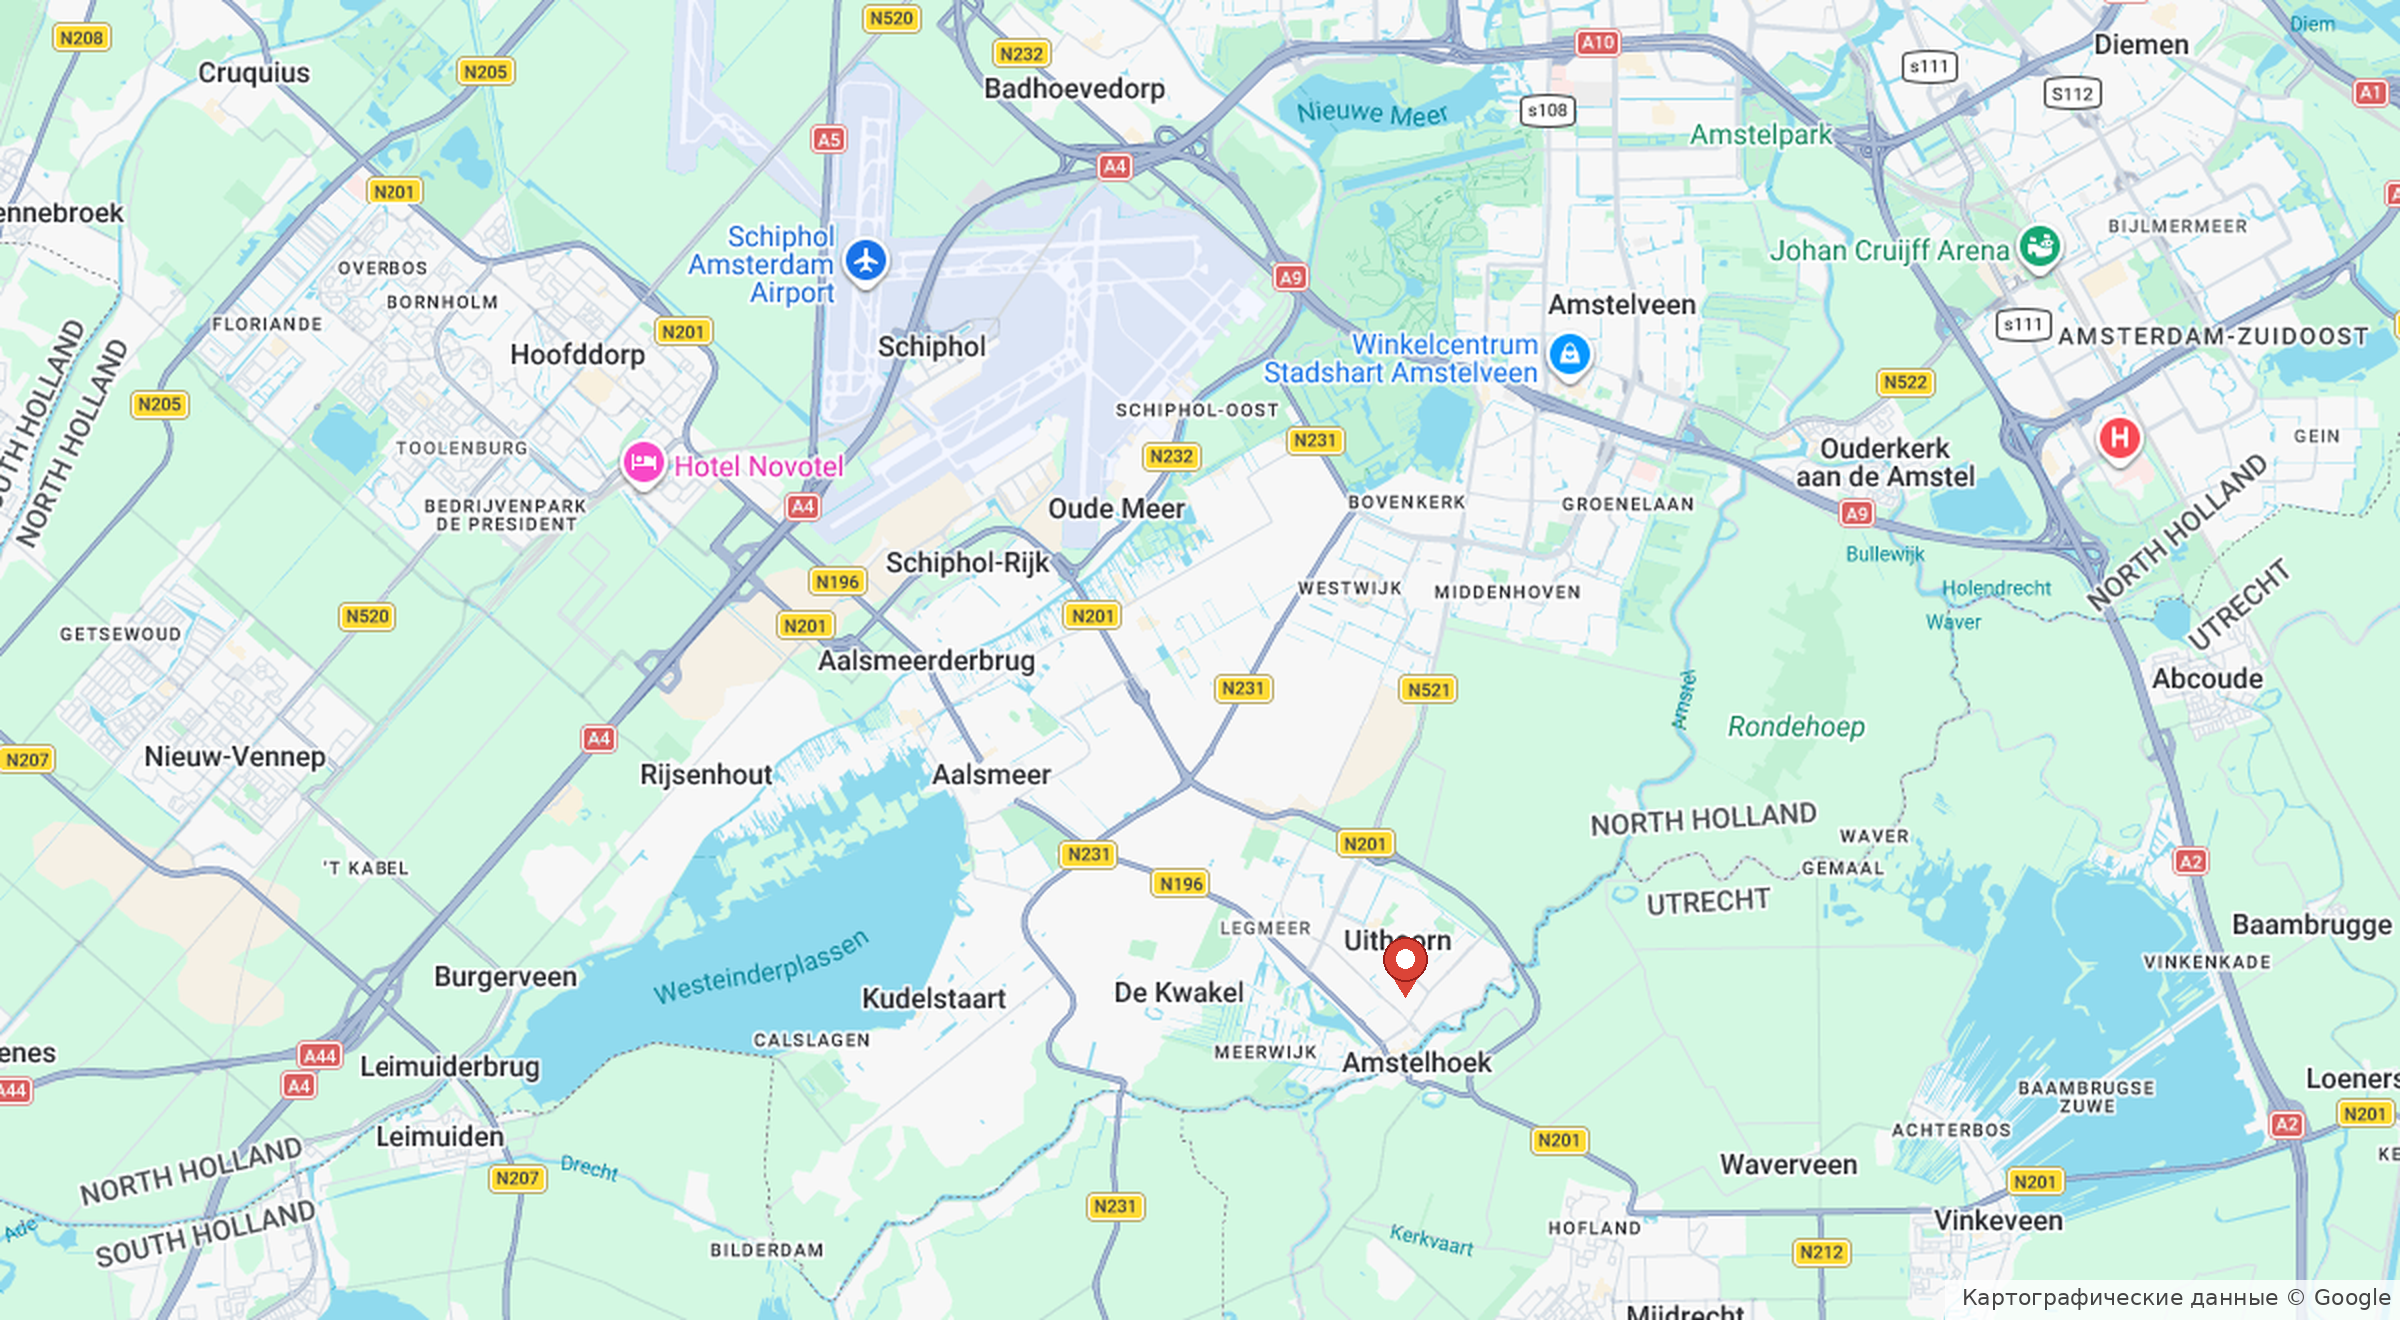 N208
N520
N232
A10
Diemen
Diem
Cruquius
N205
Badhoevedorp
s111
S112
A1
Nieuwe Meer
s108
A5
Amstelpark
A4
N201
ennebroek
Schiphol
Amsterdam
Airport
BIJLMERMEER
Johan Cruijff Arena
OVERBOS
A9
BORNHOLM
Amstelveen
FLORIANDE
N201
s111
AMSTERDAM-ZUIDOOST
Hoofddorp
Schiphol
Winkelcentrum
Stadshart Amstelveen
SOUTH HOLLAND
NORTH HOLLAND
N205
SCHIPHOL-OOST
N522
N231
GEIN
TOOLENBURG
Hotel Novotel
N232
H
Ouderkerk
aan de Amstel
BEDRIJVENPARK
DE PRESIDENT
A4
Oude Meer
BOVENKERK
GROENELAAN
A9
NORTH HOLLAND
UTRECHT
Bullewijk
Schiphol-Rijk
N196
WESTWIJK
MIDDENHOVEN
Holendrecht
N520
N201
N201
Waver
GETSEWOUD
Aalsmeerderbrug
N231
N521
Abcoude
Amstel
Rondehoep
A4
N207
Nieuw-Vennep
Rijsenhout
Aalsmeer
NORTH HOLLAND
N201
WAVER
N231
'T KABEL
GEMAAL
A2
N196
UTRECHT
LEGMEER
Uithoorn
Baambrugge
Westeinderplassen
VINKENKADE
Burgerveen
Kudelstaart
De Kwakel
enes
A44
CALSLAGEN
MEERWIJK
Amstelhoek
Leimuiderbrug
A44
A4
Loeners
BAAMBRUGSE
ZUWE
N201
A2
Leimuiden
ACHTERBOS
N201
NORTH HOLLAND
Drecht
Waverveen
KE
N207
N201
N231
SOUTH HOLLAND
Vinkeveen
HOFLAND
Kerkvaart
BILDERDAM
N212
Картографические данные © Google
Mijdrecht